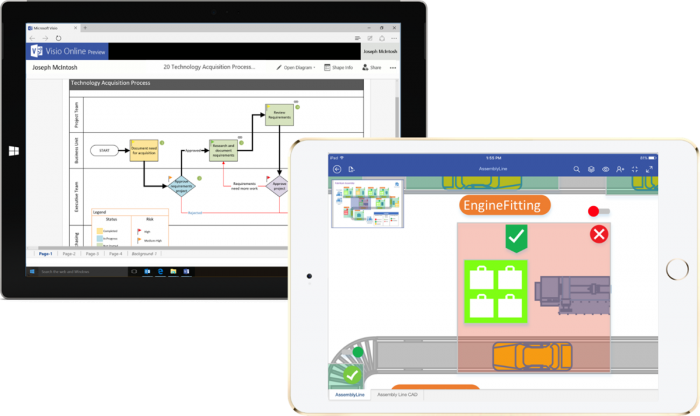 Microsoft Visio
Visio Online Preview
Joseph McIntosh
Joseph McIntosh
20 Technology Acquisition Process...
Open Diagram
Shape Info
Share
Technology Acquisition Process
Project Team
Review Requirements
Business Unit
START
Document need for acquisition
Approved
Research and document requirements
Executive Team
Approve requirements project
Requirements need more work
Approve project
Rejected
Legend
Status
Risk
Completed
In Progress
High
Medium High
Page-1
Page-2
Page-3
Page-4
Background-1
Search the web and Windows
iPad
1:55 PM
AssemblyLine
EngineFitting
AssemblyLine
Assembly Line CAD